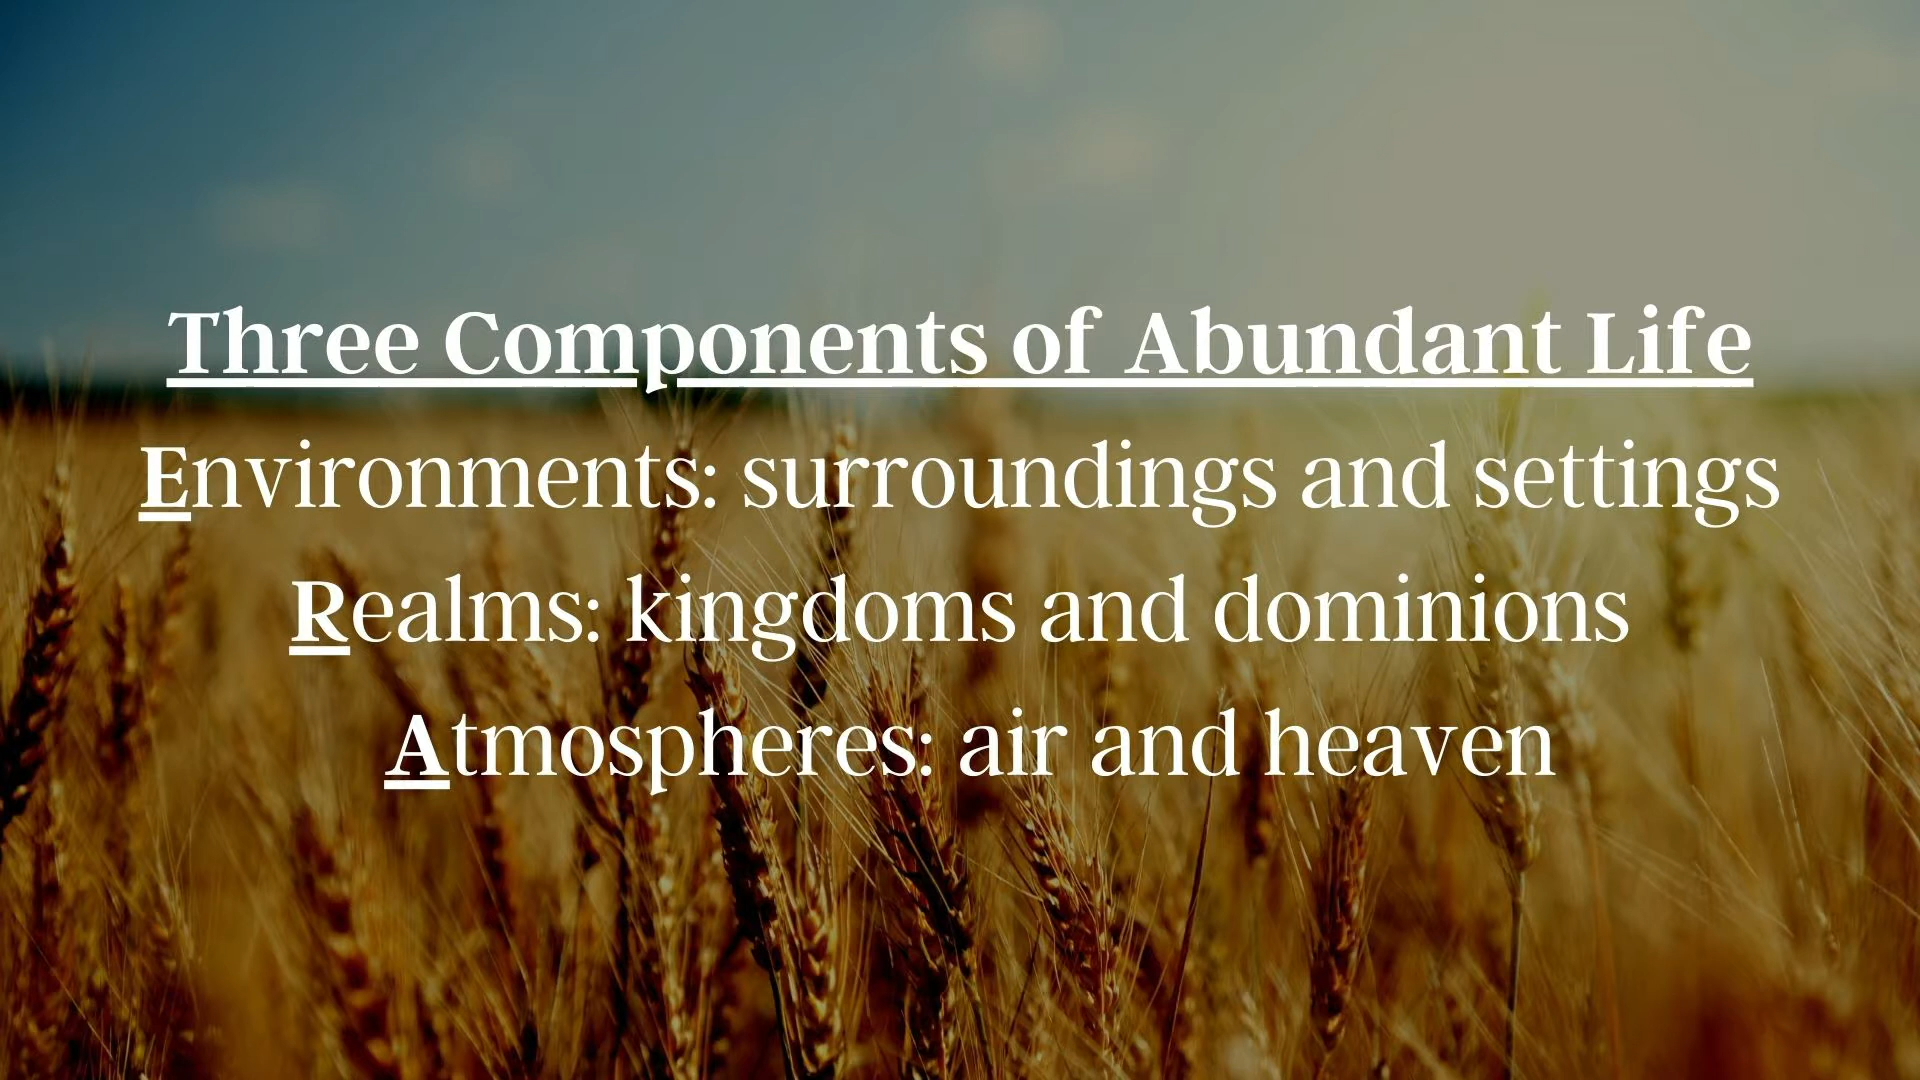 Three Components of Abundant Life
Environments: surroundings and settings
Realms: kingdoms and dominions
Atmospheres: air and heaven